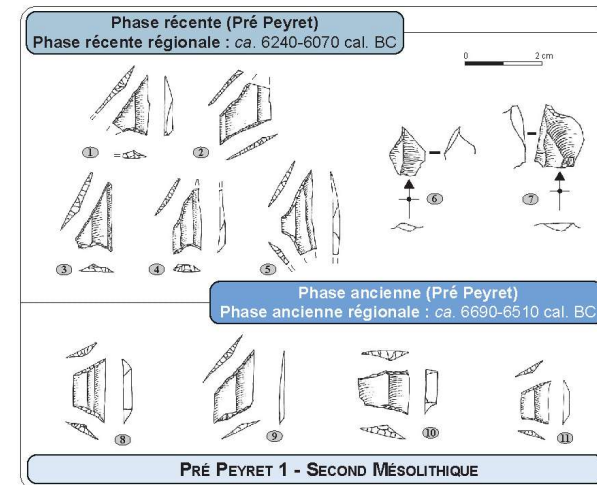 Phase récente (Pré Peyret)
Phase récente régionale : ca. 6240-6070 cal. BC
0 2 cm
1
2
6
7
3
4
5
Phase ancienne (Pré Peyret)
Phase ancienne régionale : ca. 6690-6510 cal. BC
8
9
10
11
PRÉ PEYRET 1 - SECOND MÉSOLITHIQUE